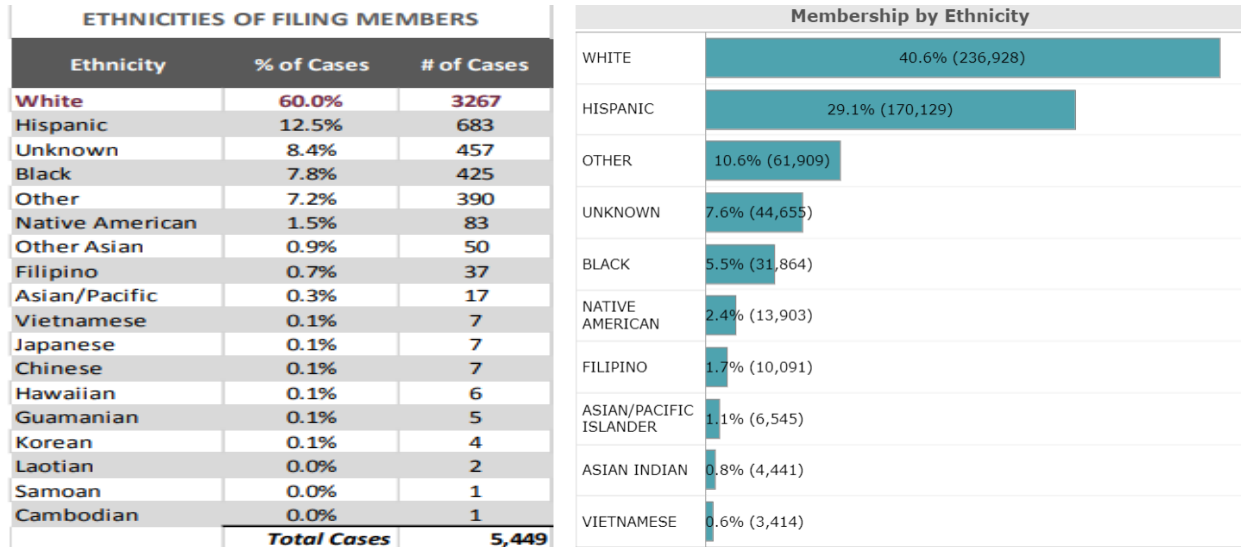 ETHNICITIES OF FILING MEMBERS
Ethnicity % of Cases # of Cases
White 60.0% 3267
Hispanic 12.5% 683
Unknown 8.4% 457
Black 7.8% 425
Other 7.2% 390
Native American 1.5% 83
Other Asian 0.9% 50
Filipino 0.7% 37
Asian/Pacific 0.3% 17
Vietnamese 0.1% 7
Japanese 0.1% 7
Chinese 0.1% 7
Hawaiian 0.1% 6
Guamanian 0.1% 5
Korean 0.1% 4
Laotian 0.0% 2
Samoan 0.0% 1
Cambodian 0.0% 1
Total Cases 5,449
Membership by Ethnicity
WHITE 40.6% (236,928)
HISPANIC 29.1% (170,129)
OTHER 10.6% (61,909)
UNKNOWN 7.6% (44,655)
BLACK 5.5% (31,864)
NATIVE
AMERICAN 2.4% (13,903)
FILIPINO 1.7% (10,091)
ASIAN/PACIFIC
ISLANDER 1.1% (6,545)
ASIAN INDIAN 0.8% (4,441)
VIETNAMESE 0.6% (3,414)